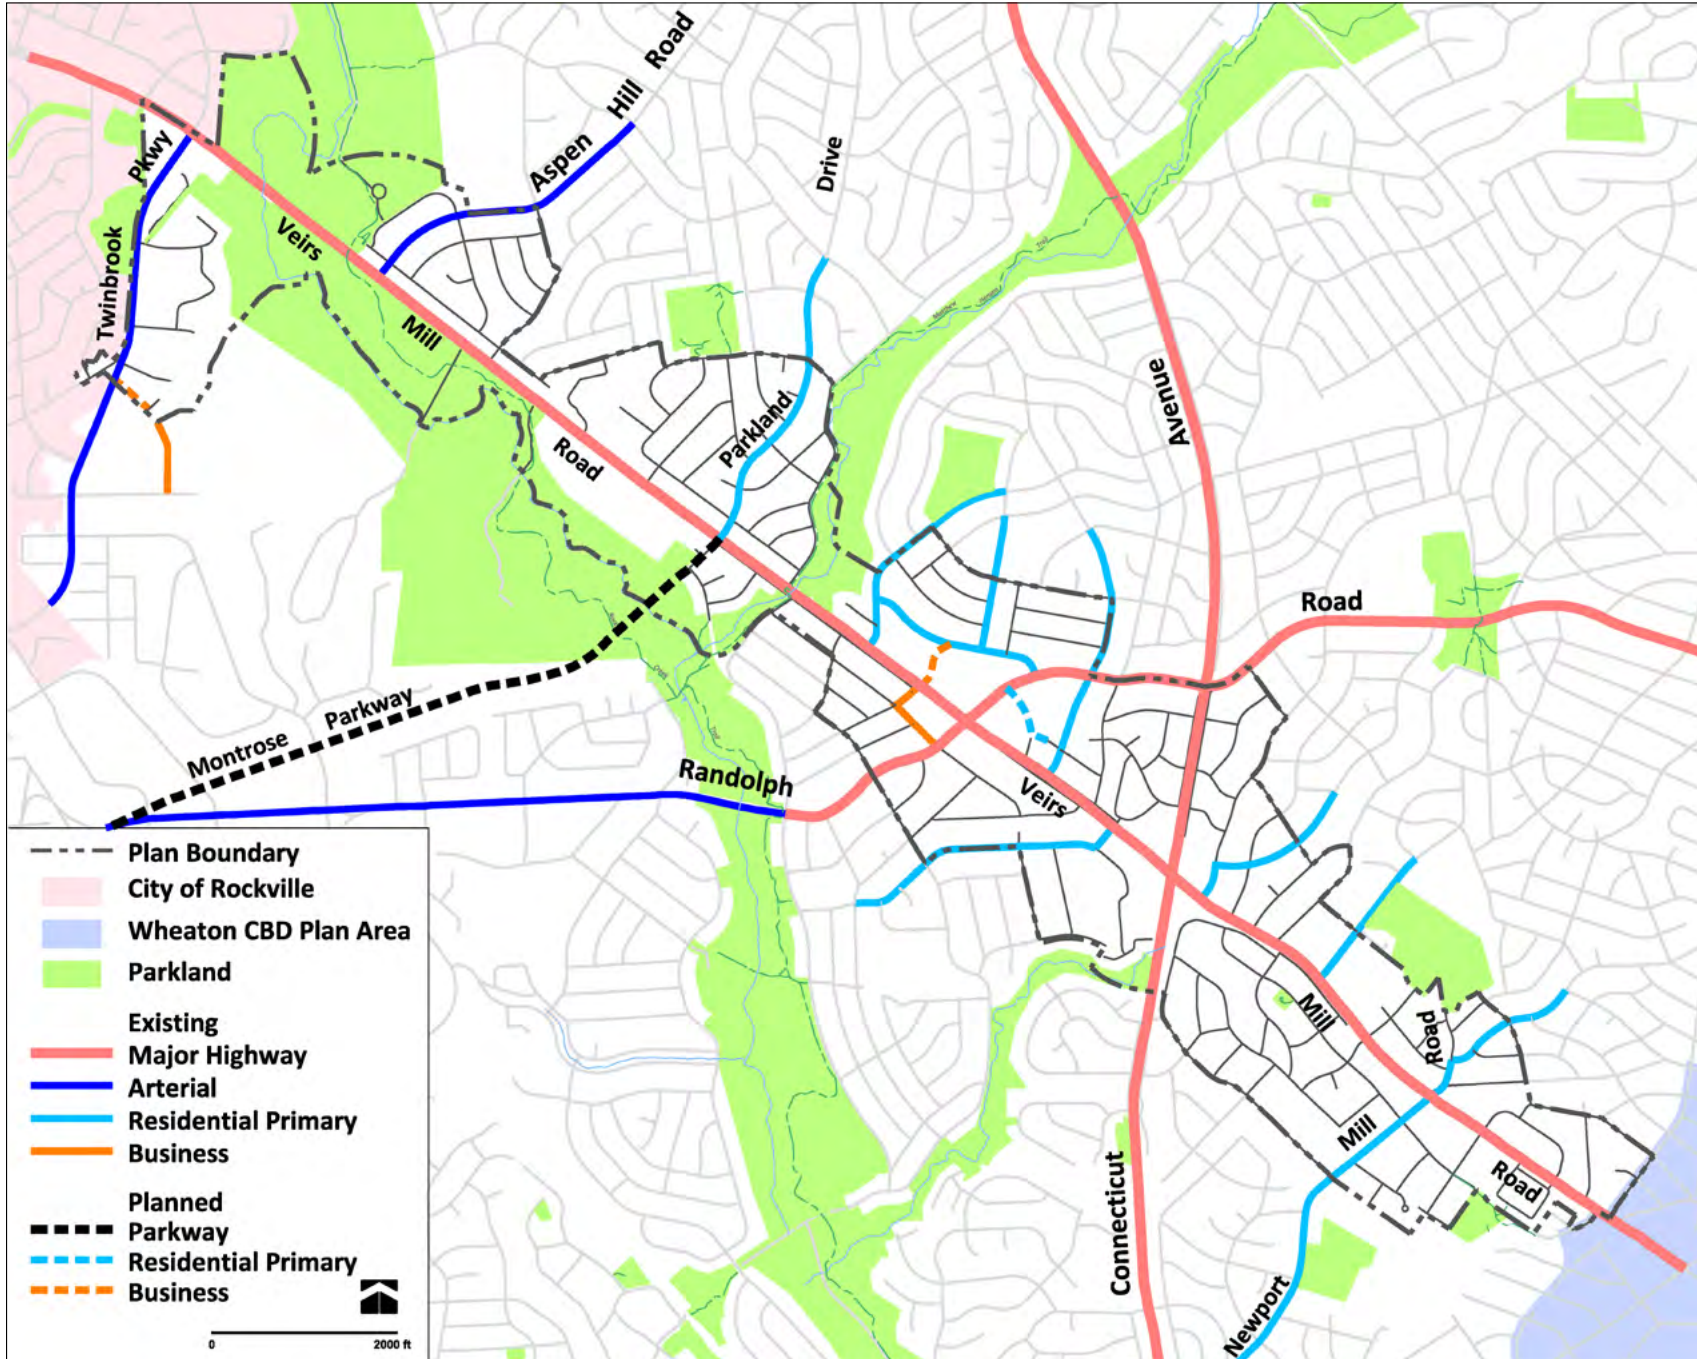 Aspen
Hill
Road
Pkwy
Drive
Twinbrook
Veirs
Mill
Road
Parkland
Avenue
Road
Montrose
Parkway
Randolph
Veirs
Mill
Road
Mill
Road
Connecticut
Newport
Plan Boundary
City of Rockville
Wheaton CBD Plan Area
Parkland
Existing
Major Highway
Arterial
Residential Primary
Business
Planned
Parkway
Residential Primary
Business
0
2000 ft